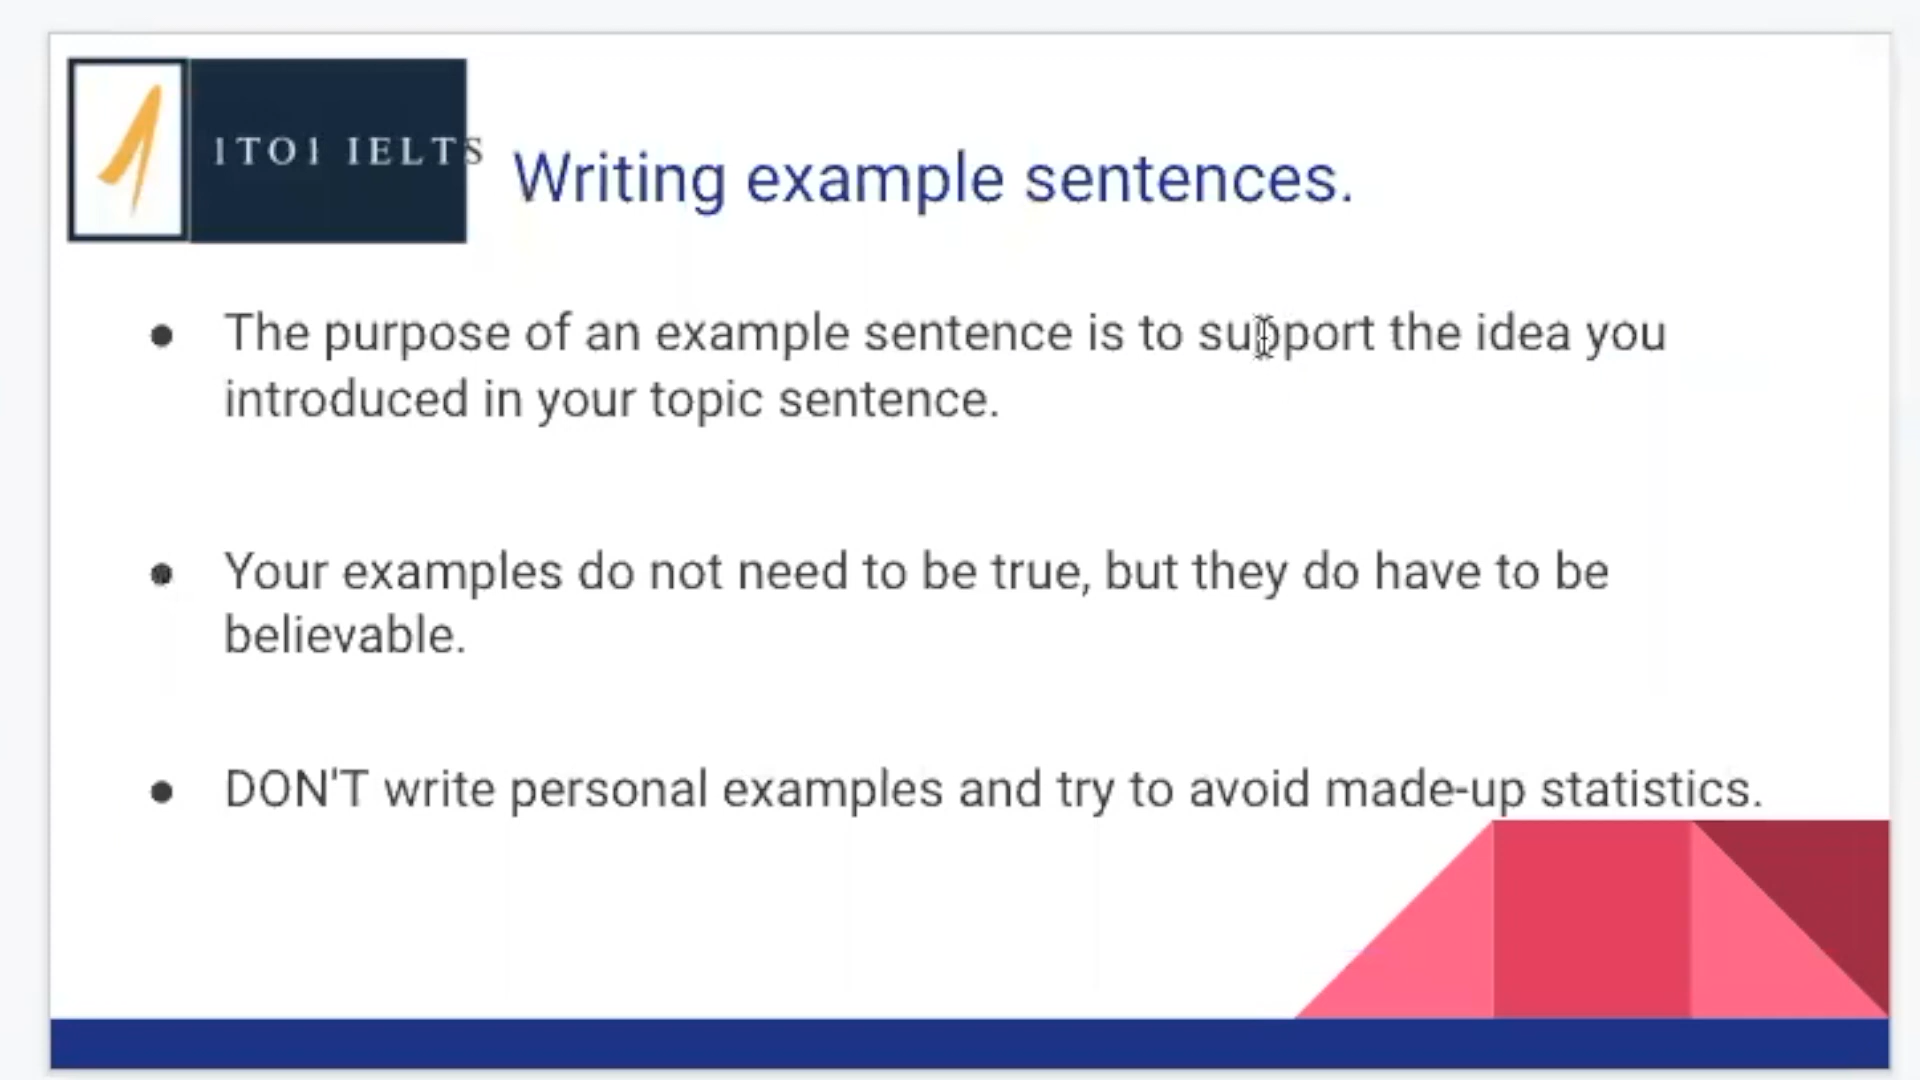 1TO1 IELTS
Writing example sentences.
● The purpose of an example sentence is to support the idea you
introduced in your topic sentence.
● Your examples do not need to be true, but they do have to be
believable.
● DON'T write personal examples and try to avoid made-up statistics.